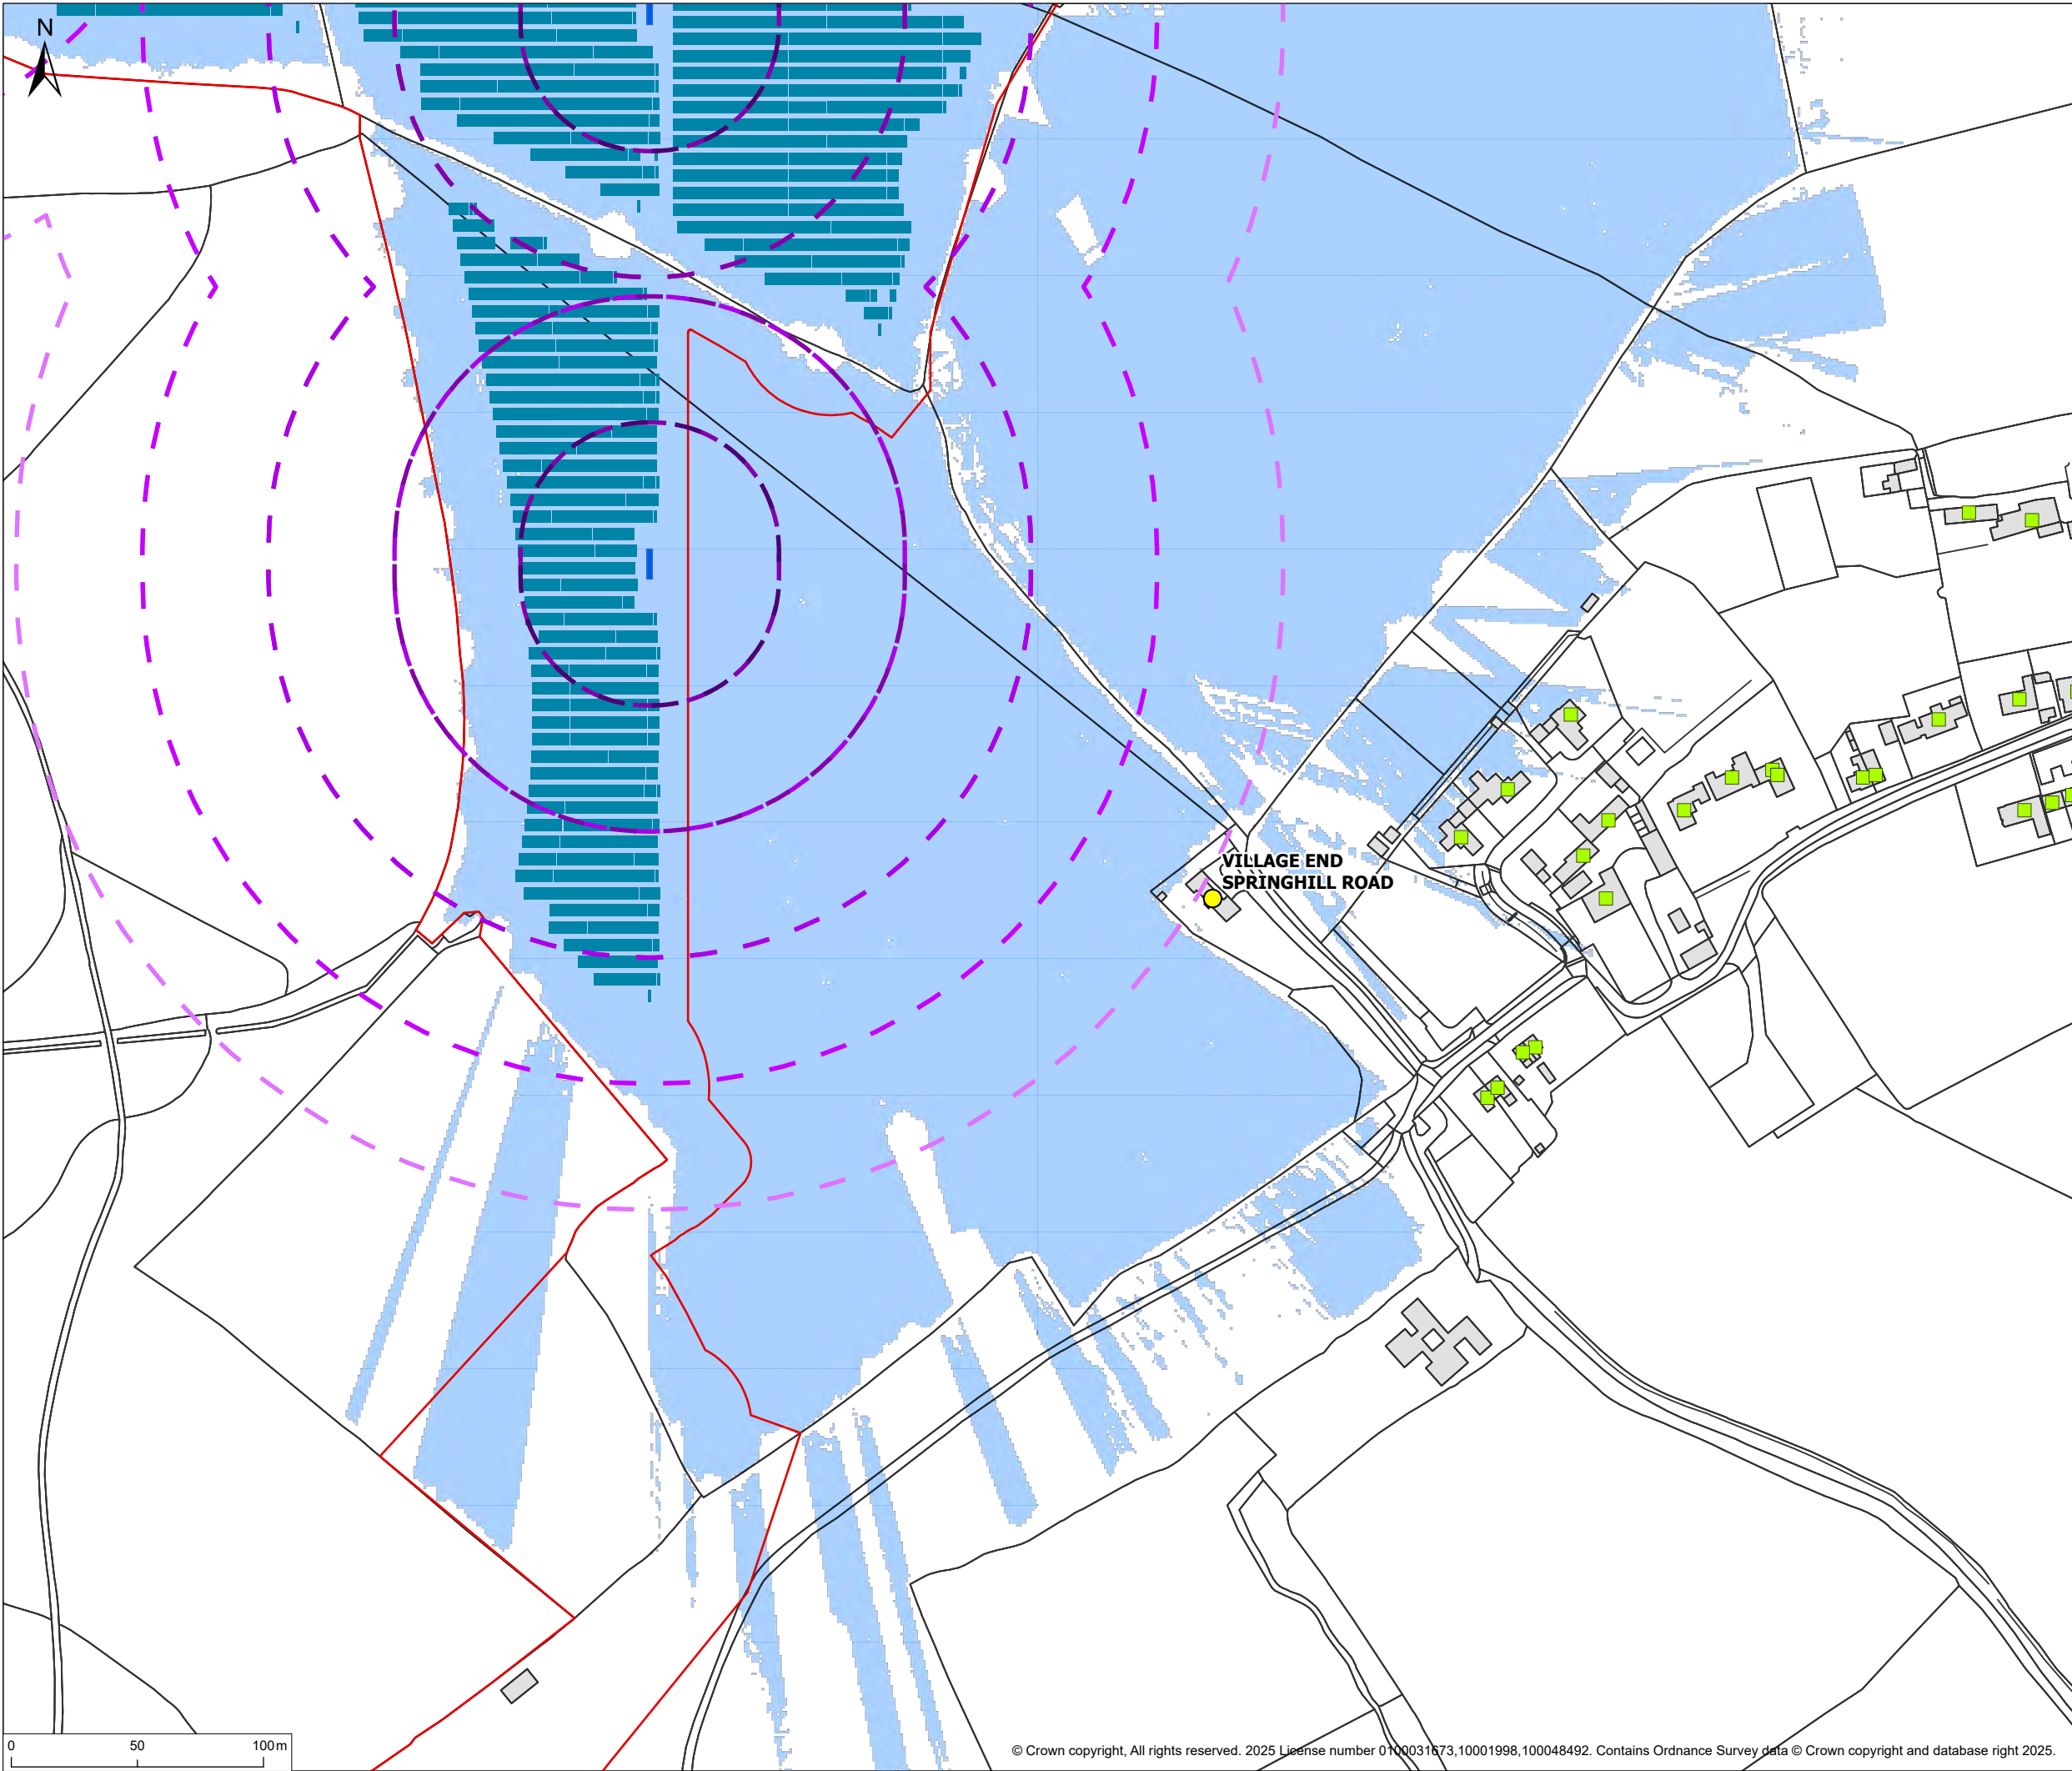 N
VILLAGE END
SPRINGHILL ROAD
0 50 100m
© Crown copyright, All rights reserved. 2025 License number 0100031673,10001998,100048492. Contains Ordnance Survey data © Crown copyright and database right 2025.